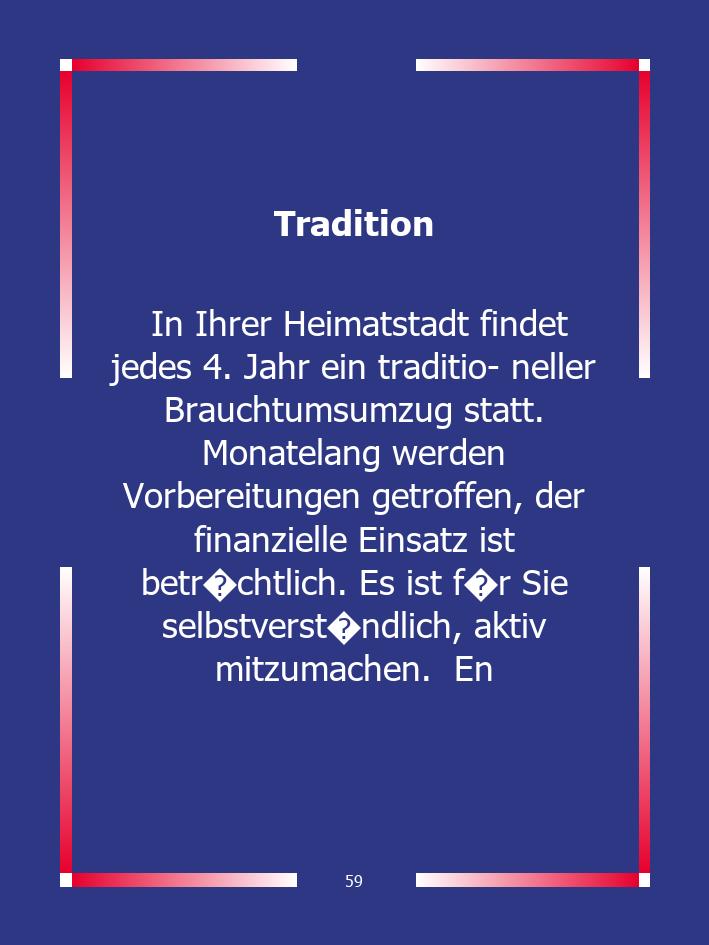 Tradition
In Ihrer Heimatstadt findet
jedes 4. Jahr ein traditio- neller
Brauchtumsumzug statt.
Monatelang werden
Vorbereitungen getroffen, der
finanzielle Einsatz ist
betr�chtlich. Es ist f�r Sie
selbstverst�ndlich, aktiv
mitzumachen.  En
59